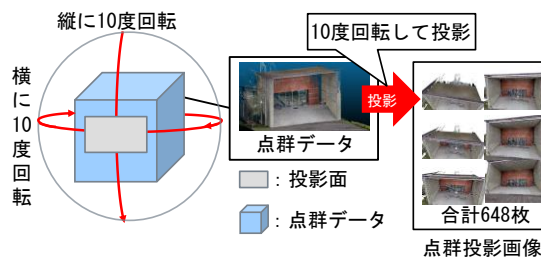 縦に10度回転
横に10度回転
10度回転して投影
投影
点群データ
：投影面
：点群データ
合計648枚
点群投影画像